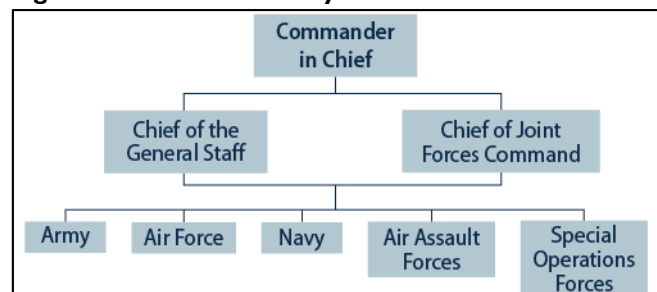 Commander
in Chief
Chief of the
General Staff
Chief of Joint
Forces Command
Army
Air Force
Navy
Air Assault
Forces
Special
Operations
Forces